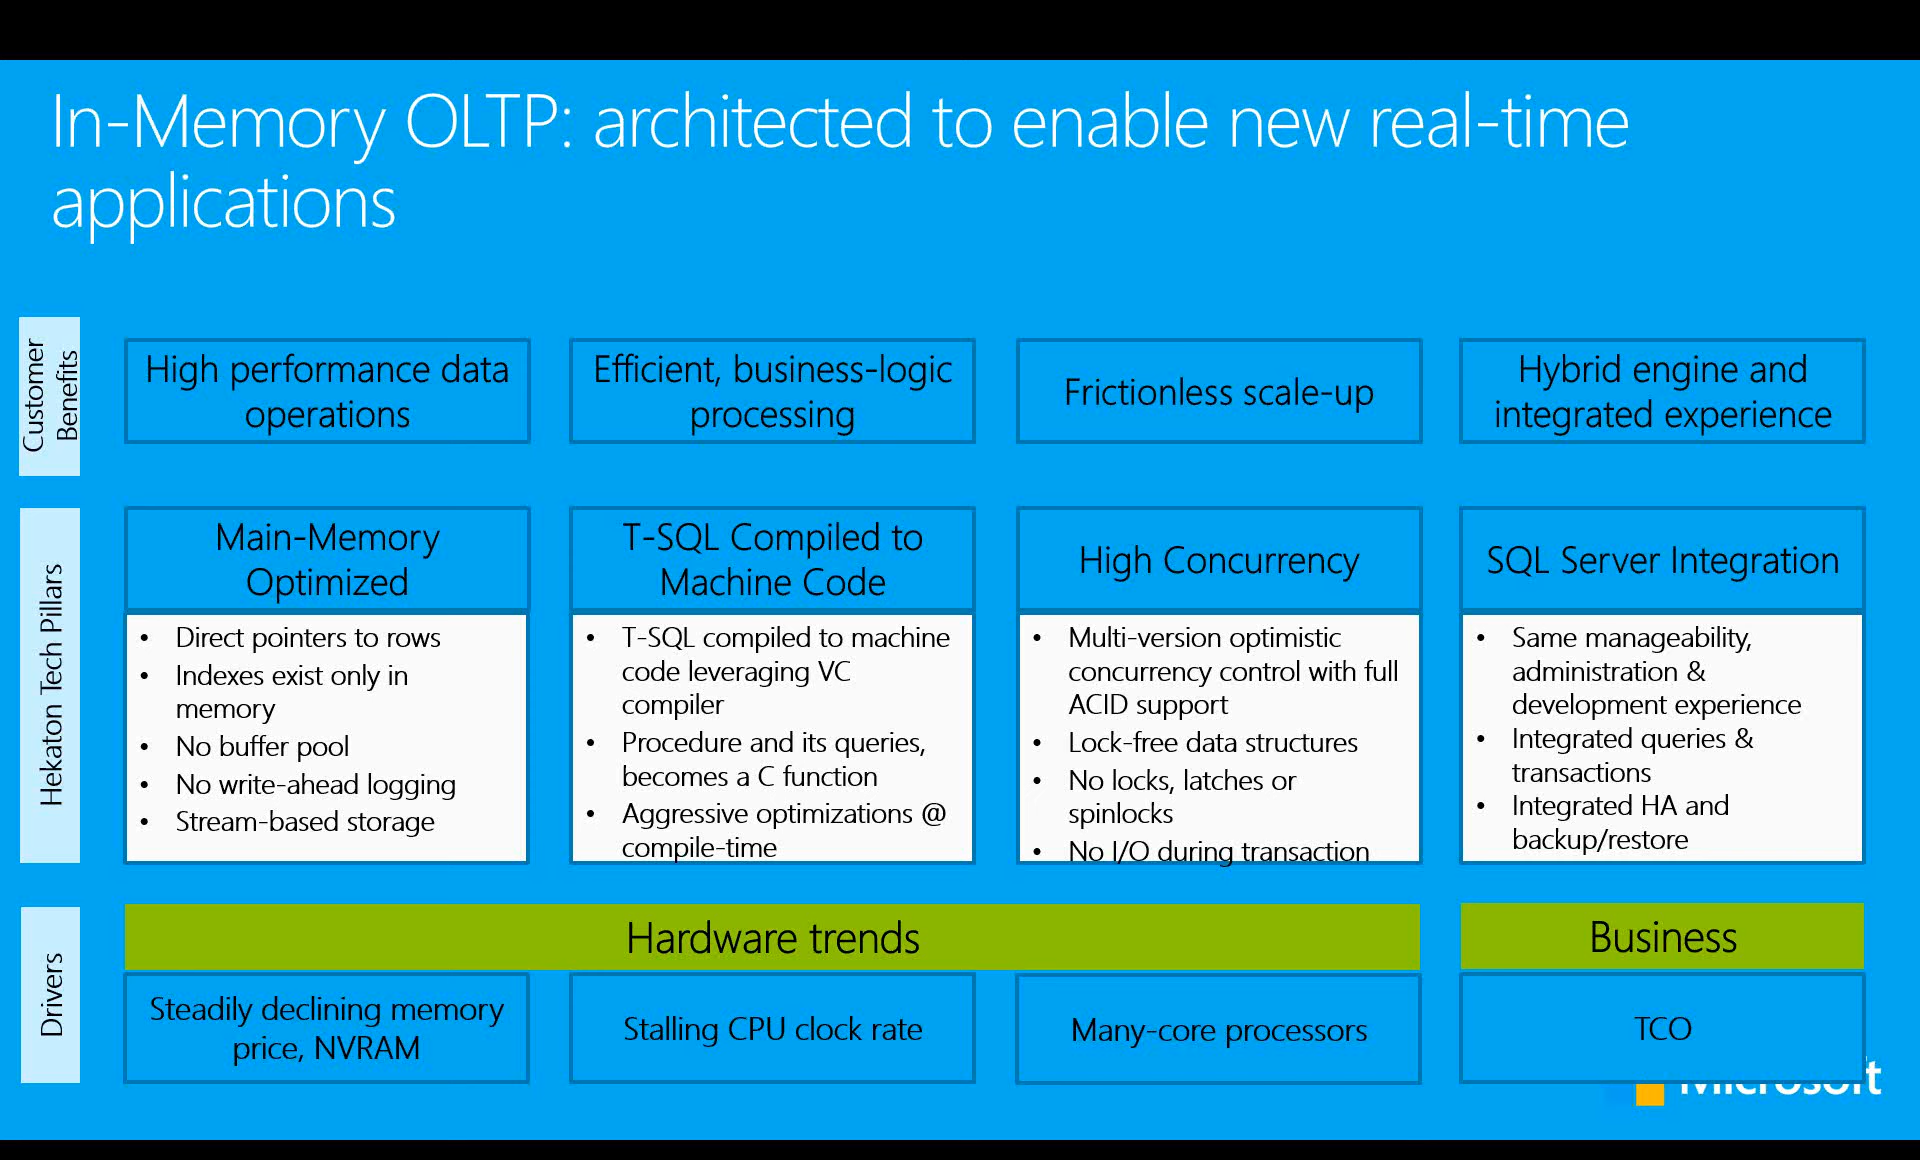 In-Memory OLTP: architected to enable new real-time
applications
Customer
Benefits
High performance data
operations
Efficient, business-logic
processing
Frictionless scale-up
Hybrid engine and
integrated experience
Hekaton Tech Pillars
Main-Memory
Optimized
• Direct pointers to rows
• Indexes exist only in
memory
• No buffer pool
• No write-ahead logging
• Stream-based storage
T-SQL Compiled to
Machine Code
• T-SQL compiled to machine
code leveraging VC
compiler
• Procedure and its queries,
becomes a C function
• Aggressive optimizations @
compile-time
High Concurrency
• Multi-version optimistic
concurrency control with full
ACID support
• Lock-free data structures
• No locks, latches or
spinlocks
• No I/O during transaction
SQL Server Integration
• Same manageability,
administration &
development experience
• Integrated queries &
transactions
• Integrated HA and
backup/restore
Drivers
Hardware trends
Business
Steadily declining memory
price, NVRAM
Stalling CPU clock rate
Many-core processors
TCO
Microsoft